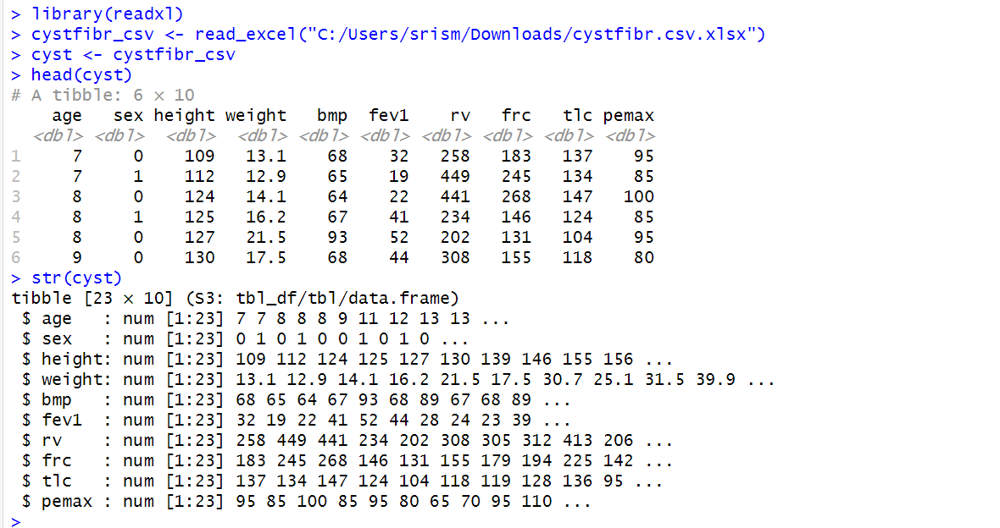 > library(readxl)
> cystfibr_csv <- read_excel("C:/Users/srism/Downloads/cystfibr.csv.xlsx")
> cyst <- cystfibr_csv
> head(cyst)
# A tibble: 6 × 10
    age   sex height weight   bmp  fev1    rv   frc   tlc pemax
  <dbl> <dbl>  <dbl>  <dbl> <dbl> <dbl> <dbl> <dbl> <dbl> <dbl>
1     7     0    109   13.1    68    32   258   183   137    95
2     7     1    112   12.9    65    19   449   245   134    85
3     8     0    124   14.1    64    22   441   268   147   100
4     8     1    125   16.2    67    41   234   146   124    85
5     8     0    127   21.5    93    52   202   131   104    95
6     9     0    130   17.5    68    44   308   155   118    80
> str(cyst)
tibble [23 × 10] (S3: tbl_df/tbl/data.frame)
 $ age   : num [1:23] 7 7 8 8 8 9 11 12 13 13 ...
 $ sex   : num [1:23] 0 1 0 1 0 0 1 0 1 0 ...
 $ height: num [1:23] 109 112 124 125 127 130 139 146 155 156 ...
 $ weight: num [1:23] 13.1 12.9 14.1 16.2 21.5 17.5 30.7 25.1 31.5 39.9 ...
 $ bmp   : num [1:23] 68 65 64 67 93 68 89 67 68 89 ...
 $ fev1  : num [1:23] 32 19 22 41 52 44 28 24 23 39 ...
 $ rv    : num [1:23] 258 449 441 234 202 308 305 312 413 206 ...
 $ frc   : num [1:23] 183 245 268 146 131 155 179 194 225 142 ...
 $ tlc   : num [1:23] 137 134 147 124 104 118 119 128 136 95 ...
 $ pemax : num [1:23] 95 85 100 85 95 80 65 70 95 110 ...
>